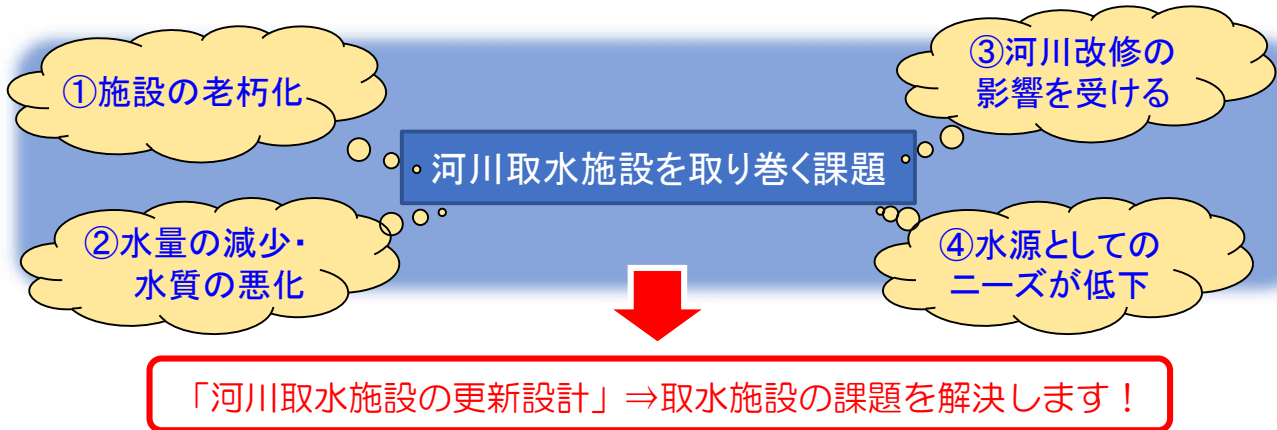 ①施設の老朽化
③河川改修の
影響を受ける
河川取水施設を取り巻く課題
②水量の減少・
水質の悪化
④水源としての
ニーズが低下
「河川取水施設の更新設計」⇒取水施設の課題を解決します！